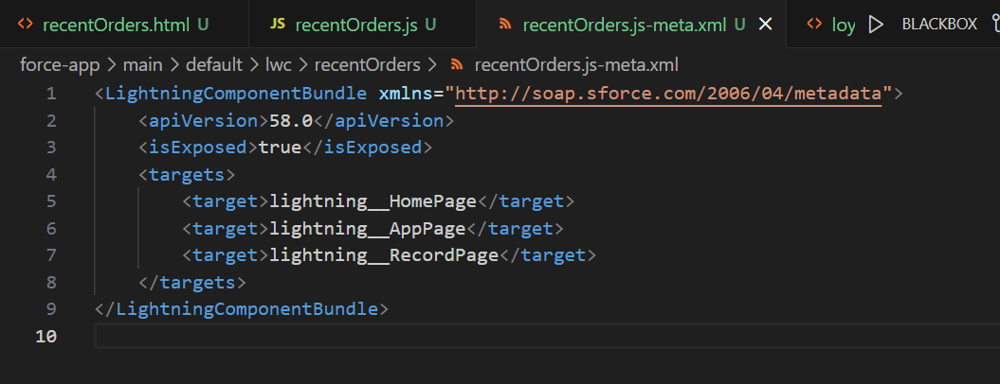 <> recentOrders.html U JS recentOrders.js U recentOrders.js-meta.xml U <> loy BLACKBOX
force-app > main > default > lwc > recentOrders > recentOrders.js-meta.xml
1 <LightningComponentBundle xmlns="http://soap.sforce.com/2006/04/metadata">
2 <apiVersion>58.0</apiVersion>
3 <isExposed>true</isExposed>
4 <targets>
5 <target>lightning__HomePage</target>
6 <target>lightning__AppPage</target>
7 <target>lightning__RecordPage</target>
8 </targets>
9 </LightningComponentBundle>
10